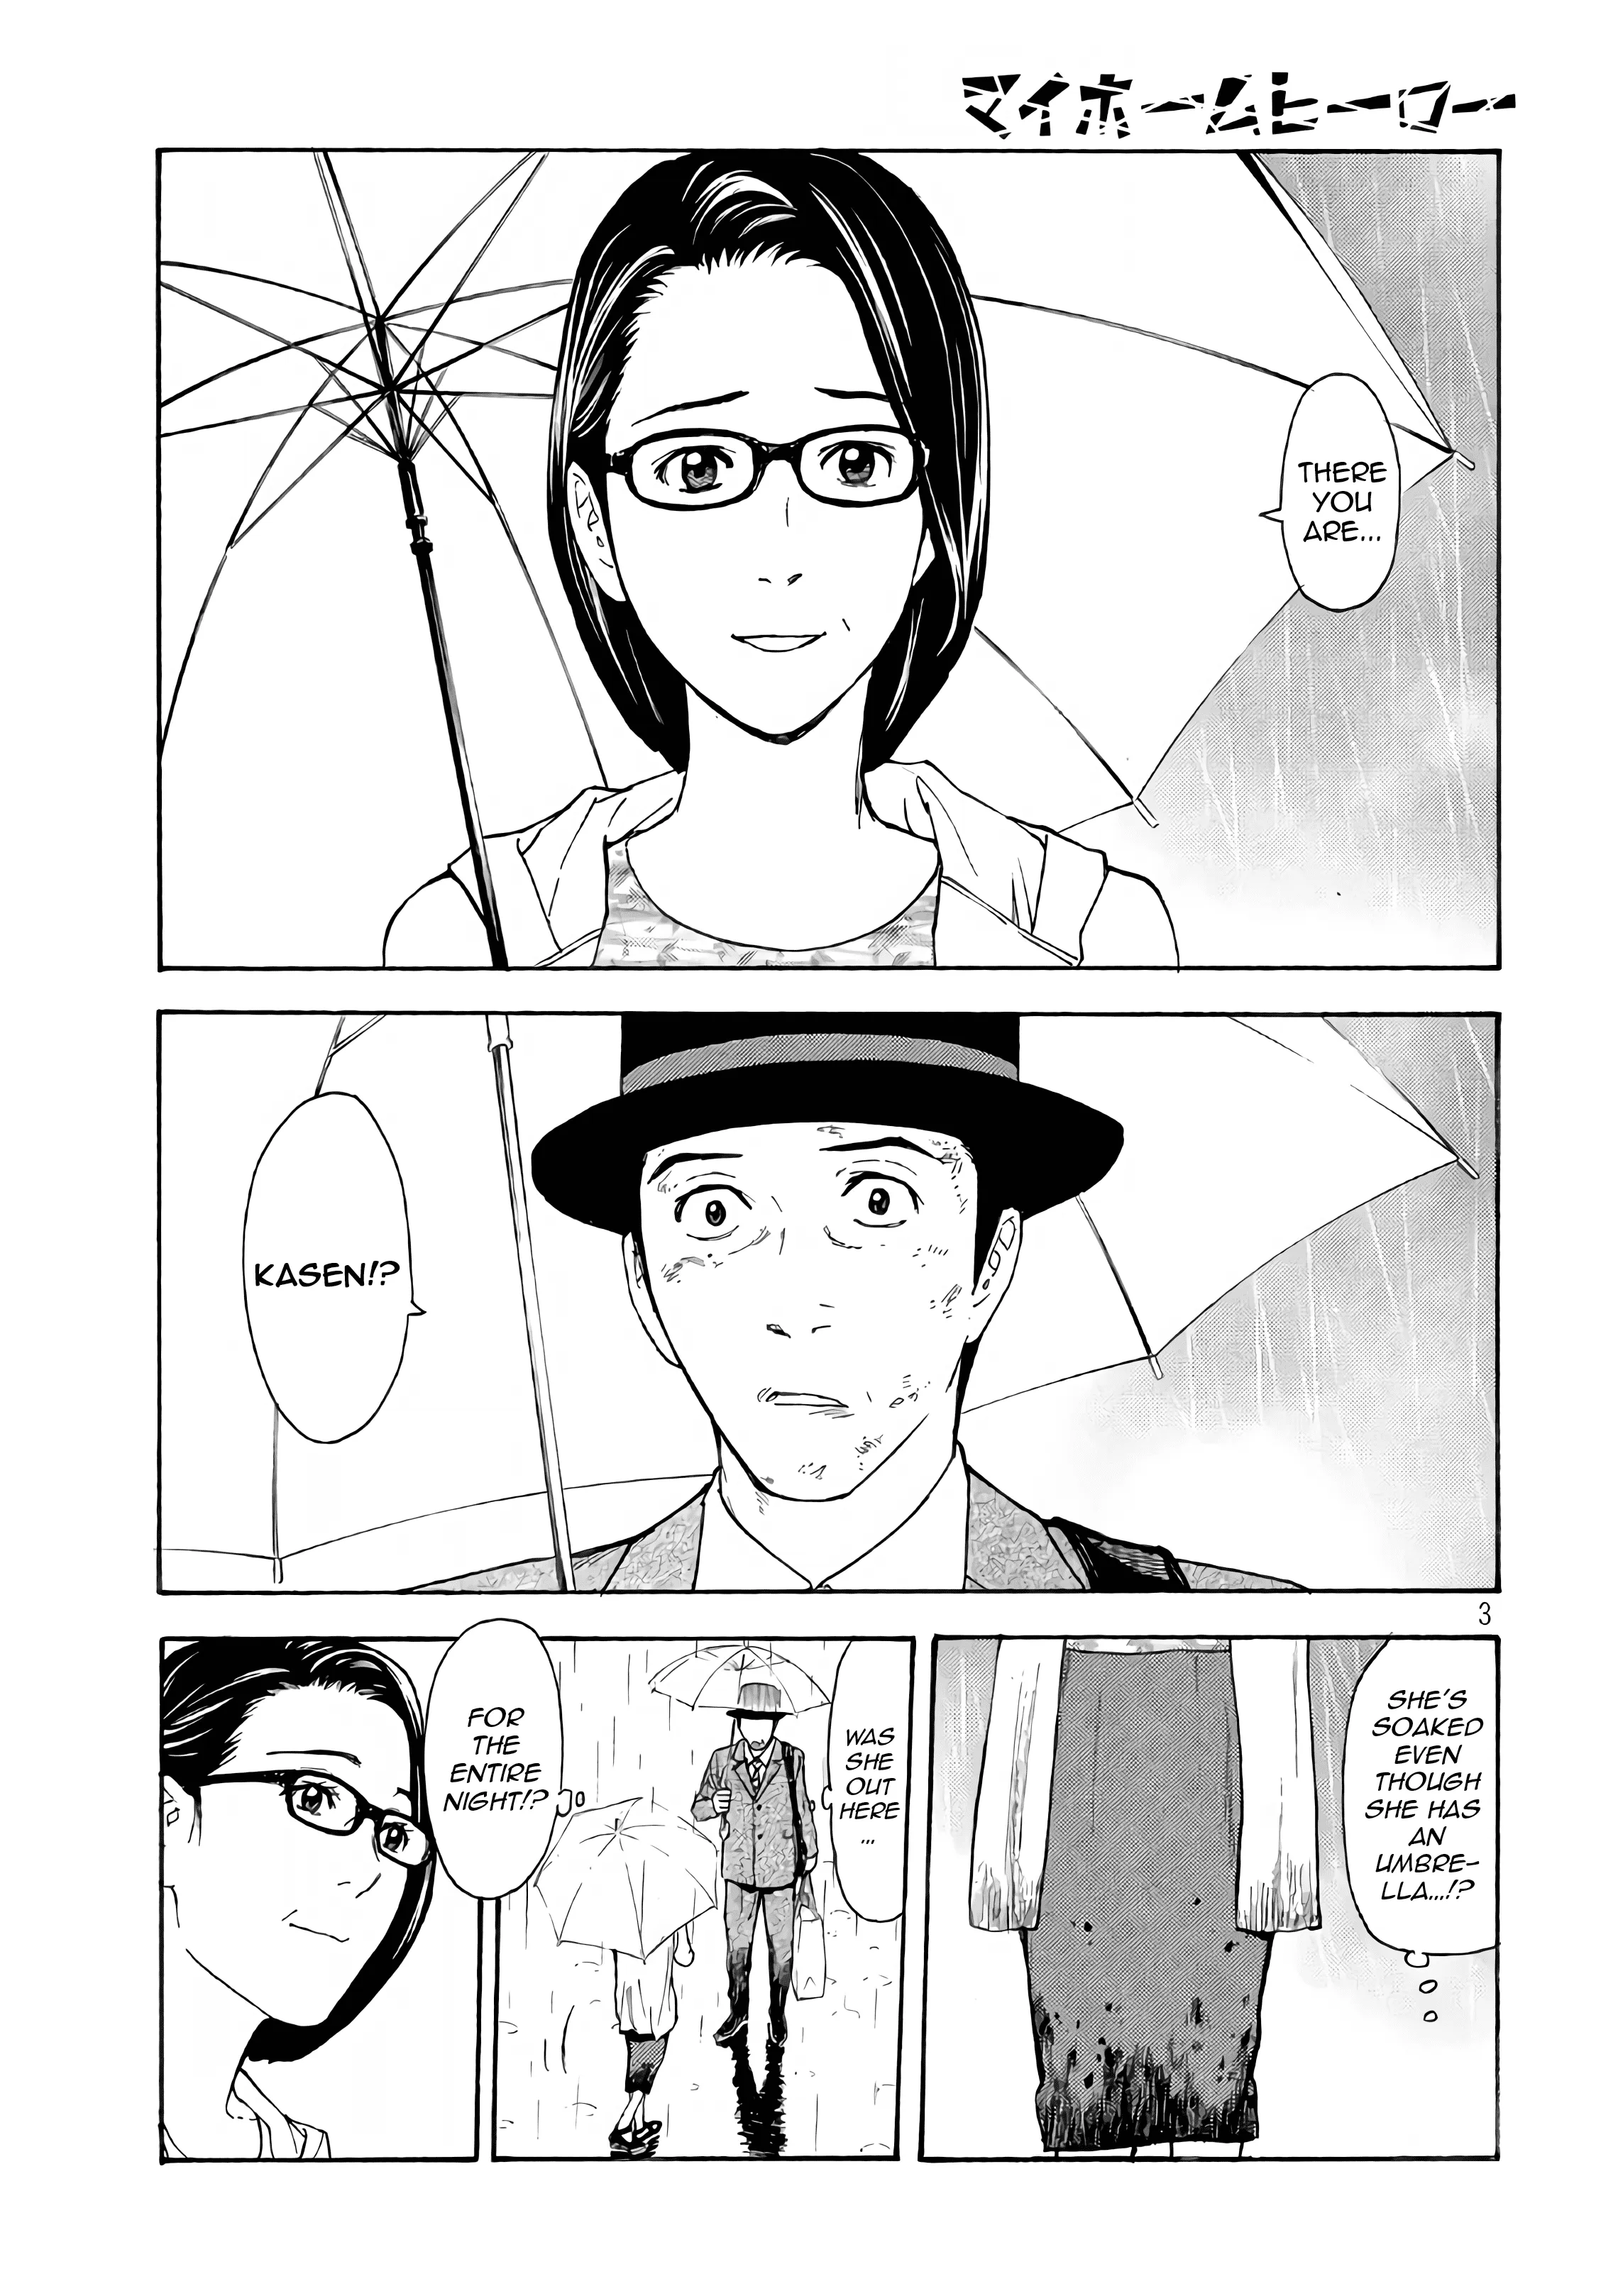 マイホームヒーロー
THERE
YOU
ARE...
KASEN!?
3
SHE'S
SOAKED
EVEN
THOUGH
SHE HAS
AN
UMBRE-
LLA...!?
WAS
SHE
OUT
HERE
...
FOR
THE
ENTIRE
NIGHT!?